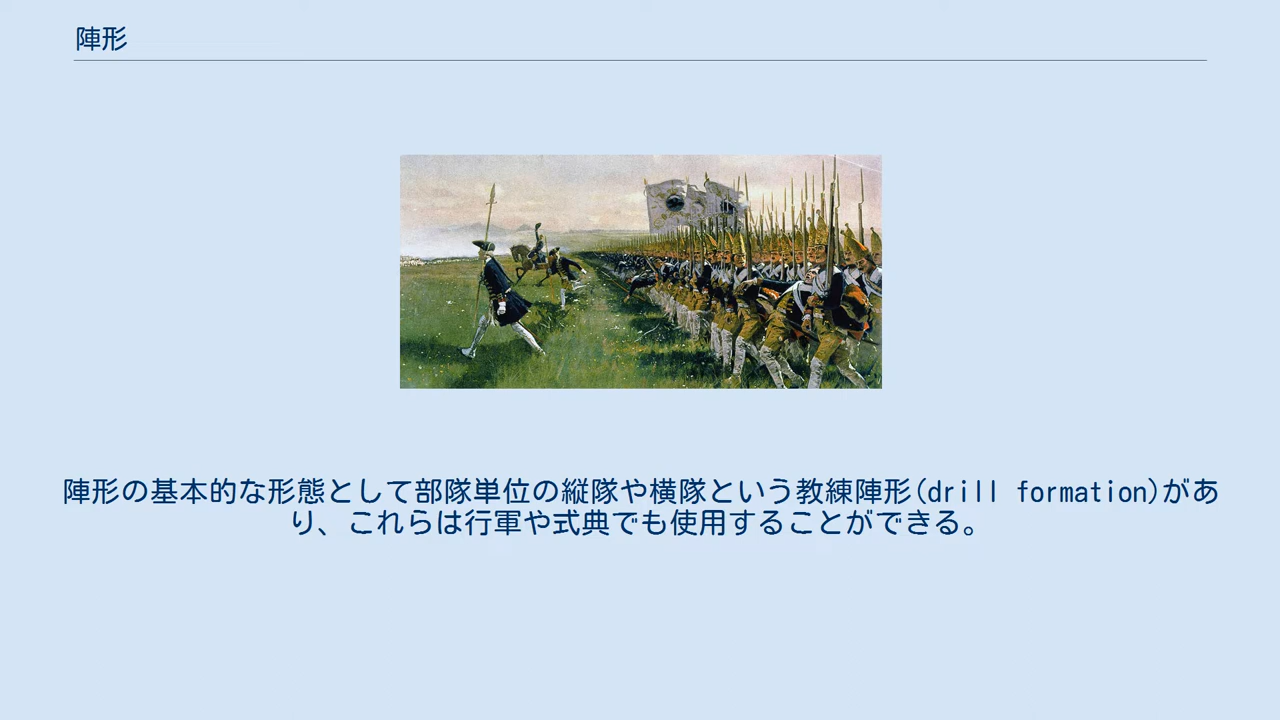 陣形
陣形の基本的な形態として部隊単位の縦隊や横隊という教練陣形(drill formation)があ
り、これらは行軍や式典でも使用することができる。